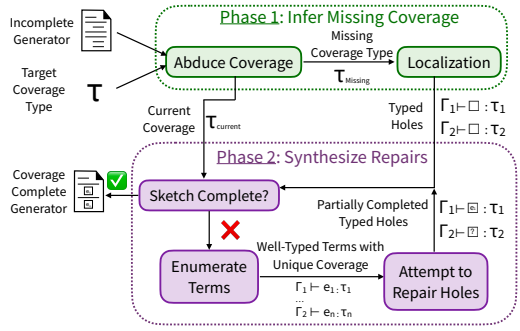 Phase 1: Infer Missing Coverage
Incomplete
Generator
Target
Coverage
Type
τ
Abduce Coverage
Missing
Coverage Type
τMissing
Localization
Current
Coverage
τcurrent
Typed
Holes
Γ1⊢□:τ1
Γ2⊢□:τ2
Phase 2: Synthesize Repairs
Coverage
Complete
Generator
Sketch Complete?
Partially Completed
Typed Holes
Γ1⊢:τ1
Γ2⊢?:τ2
Enumerate
Terms
Well-Typed Terms with
Unique Coverage
Γ1 ⊢ e1:τ1
...
Γ2 ⊢ en:τn
Attempt to
Repair Holes